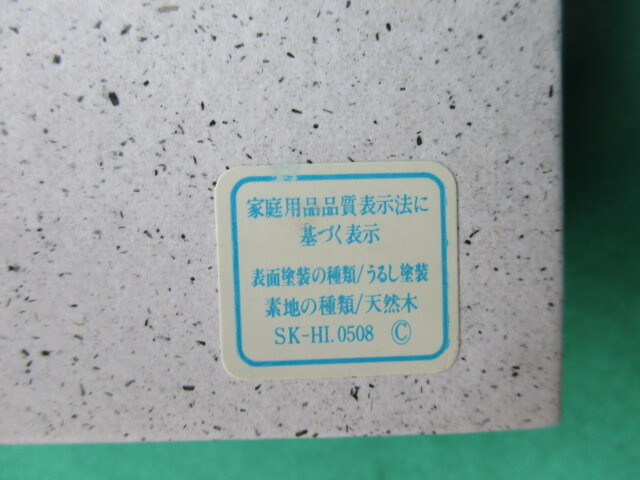 家庭用品品質表示法に
基づく表示
表面塗装の種類/うるし塗装
素地の種類/天然木
SK-HI.0508 Ⓒ